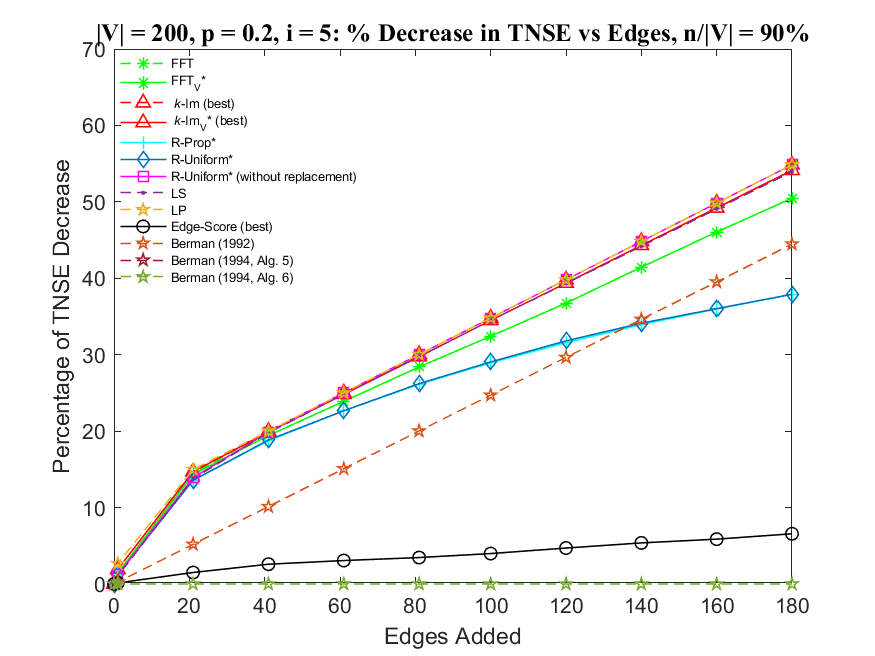 |V| = 200, p = 0.2, i = 5: % Decrease in TNSE vs Edges, n/|V| = 90%
70
60
50
40
30
20
10
0
Percentage of TNSE Decrease
FFT
FFT_V*
k-lm (best)
k-lm_V* (best)
R-Prop*
R-Uniform*
R-Uniform* (without replacement)
LS
LP
Edge-Score (best)
Berman (1992)
Berman (1994, Alg. 5)
Berman (1994, Alg. 6)
0 20 40 60 80 100 120 140 160 180
Edges Added